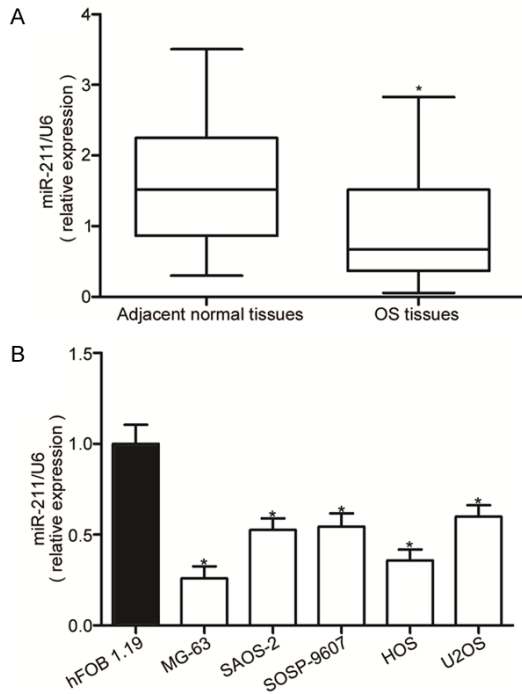 A
miR-211/U6
( relative expression )
4
3
2
1
0
*
Adjacent normal tissues
OS tissues
B
miR-211/U6
( relative expression )
1.5
1.0
0.5
0.0
*
*
*
*
*
hFOB 1.19
MG-63
SAOS-2
SOSP-9607
HOS
U2OS